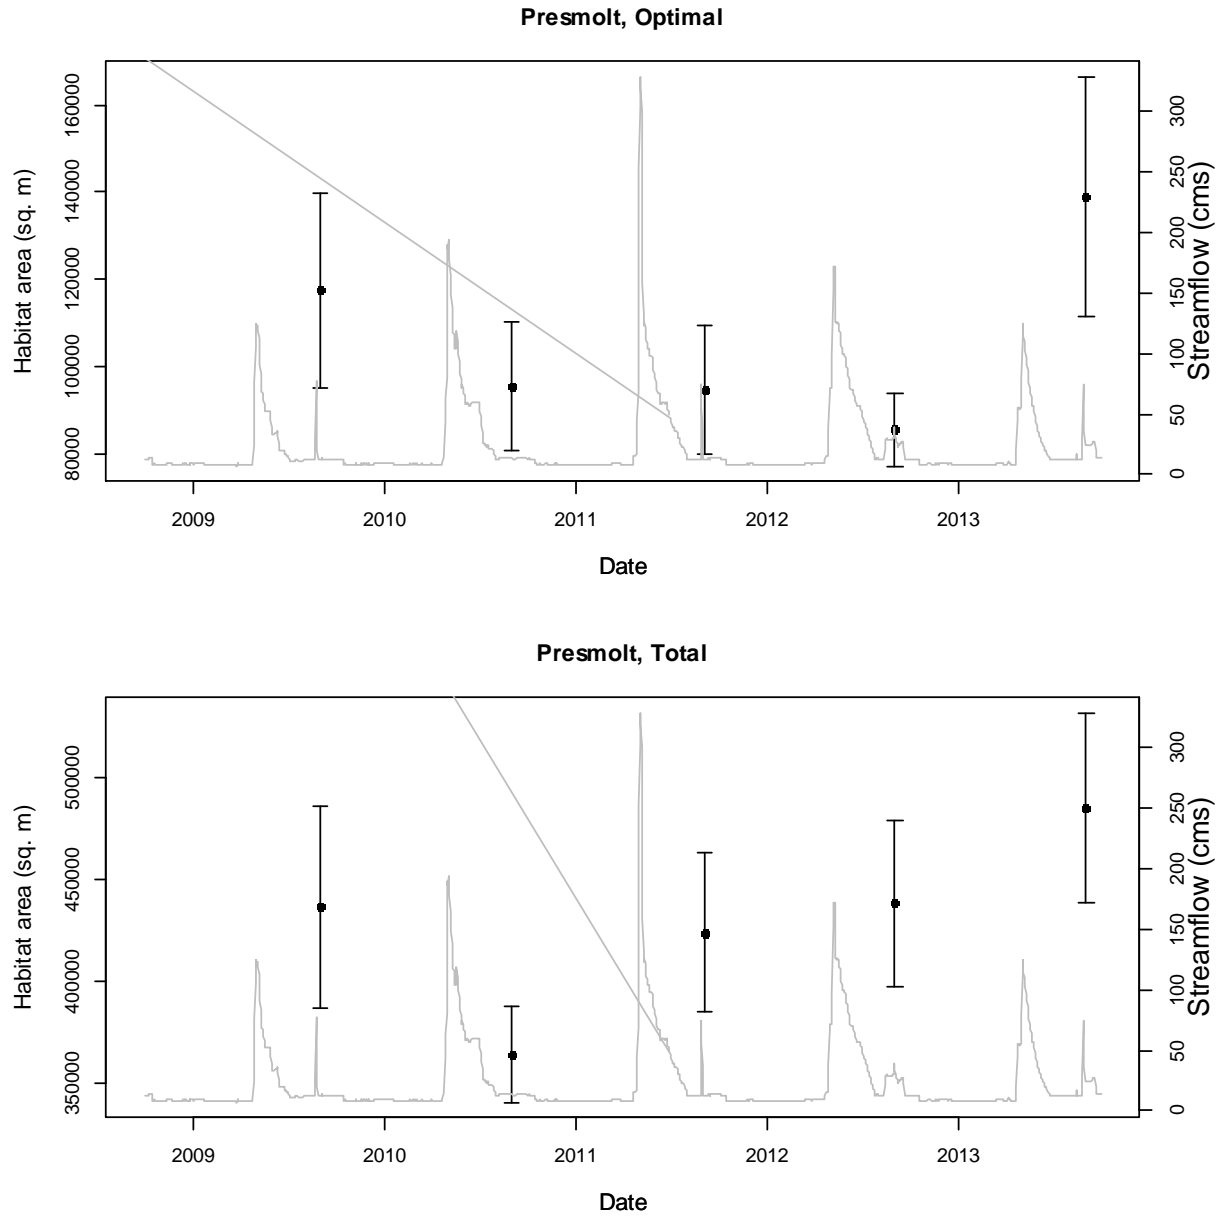 Presmolt, Optimal
Habitat area (sq. m)
160000
140000
120000
100000
80000
300
250
200
150
100
50
0
Streamflow (cms)
2009 2010 2011 2012 2013
Date
Presmolt, Total
Habitat area (sq. m)
500000
450000
400000
350000
300
250
200
150
100
50
0
Streamflow (cms)
2009 2010 2011 2012 2013
Date